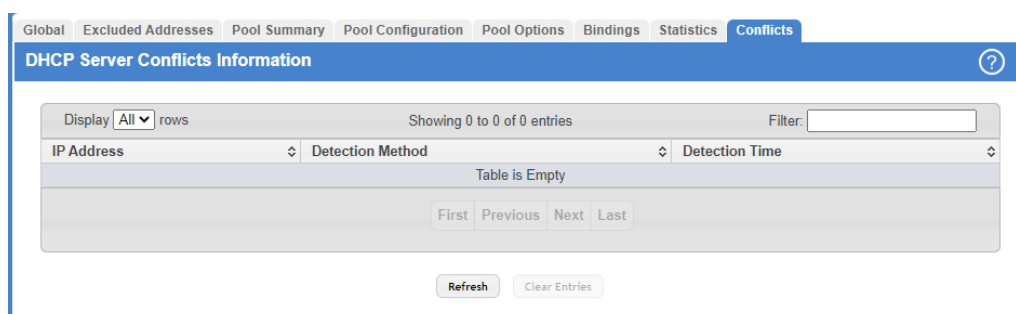 Global Excluded Addresses Pool Summary Pool Configuration Pool Options Bindings Statistics Conflicts
DHCP Server Conflicts Information ?
Display All rows Showing 0 to 0 of 0 entries Filter:
IP Address Detection Method Detection Time
Table is Empty
First Previous Next Last
Refresh Clear Entries